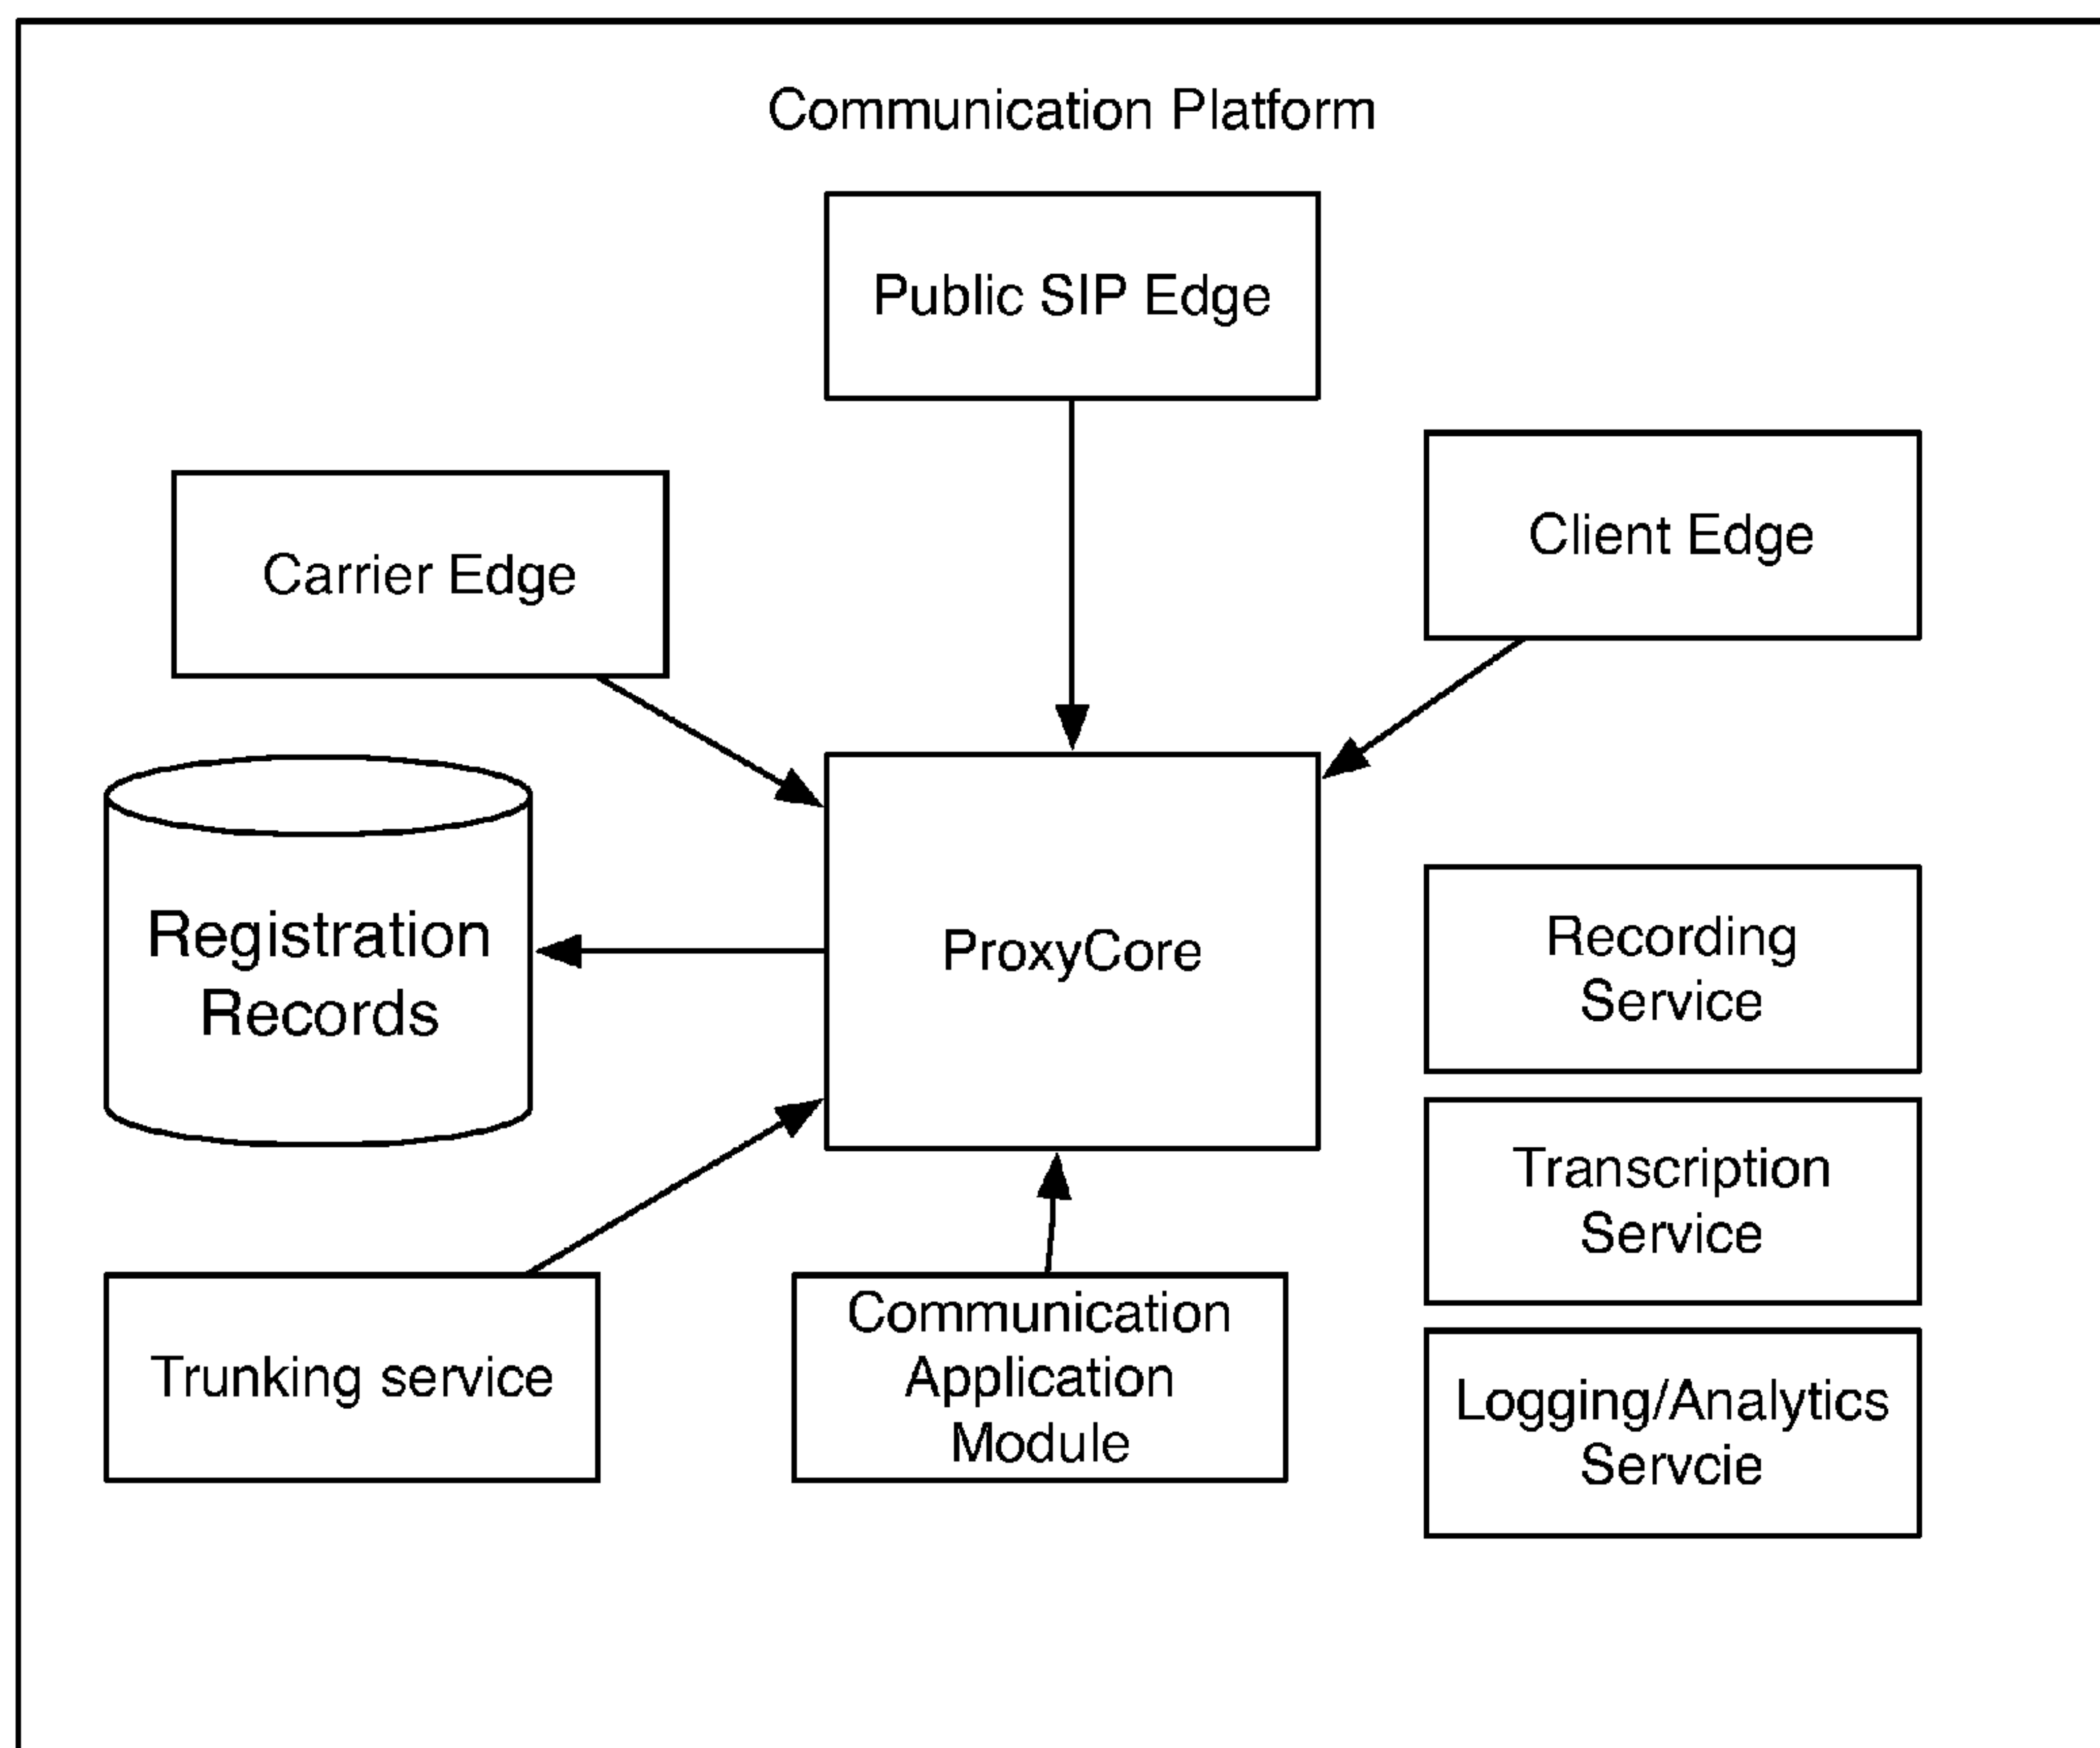 Communication Platform
Public SIP Edge
Carrier Edge
Client Edge
Registration
Records
ProxyCore
Recording
Service
Transcription
Service
Trunking service
Communication
Application
Module
Logging/Analytics
Servcie